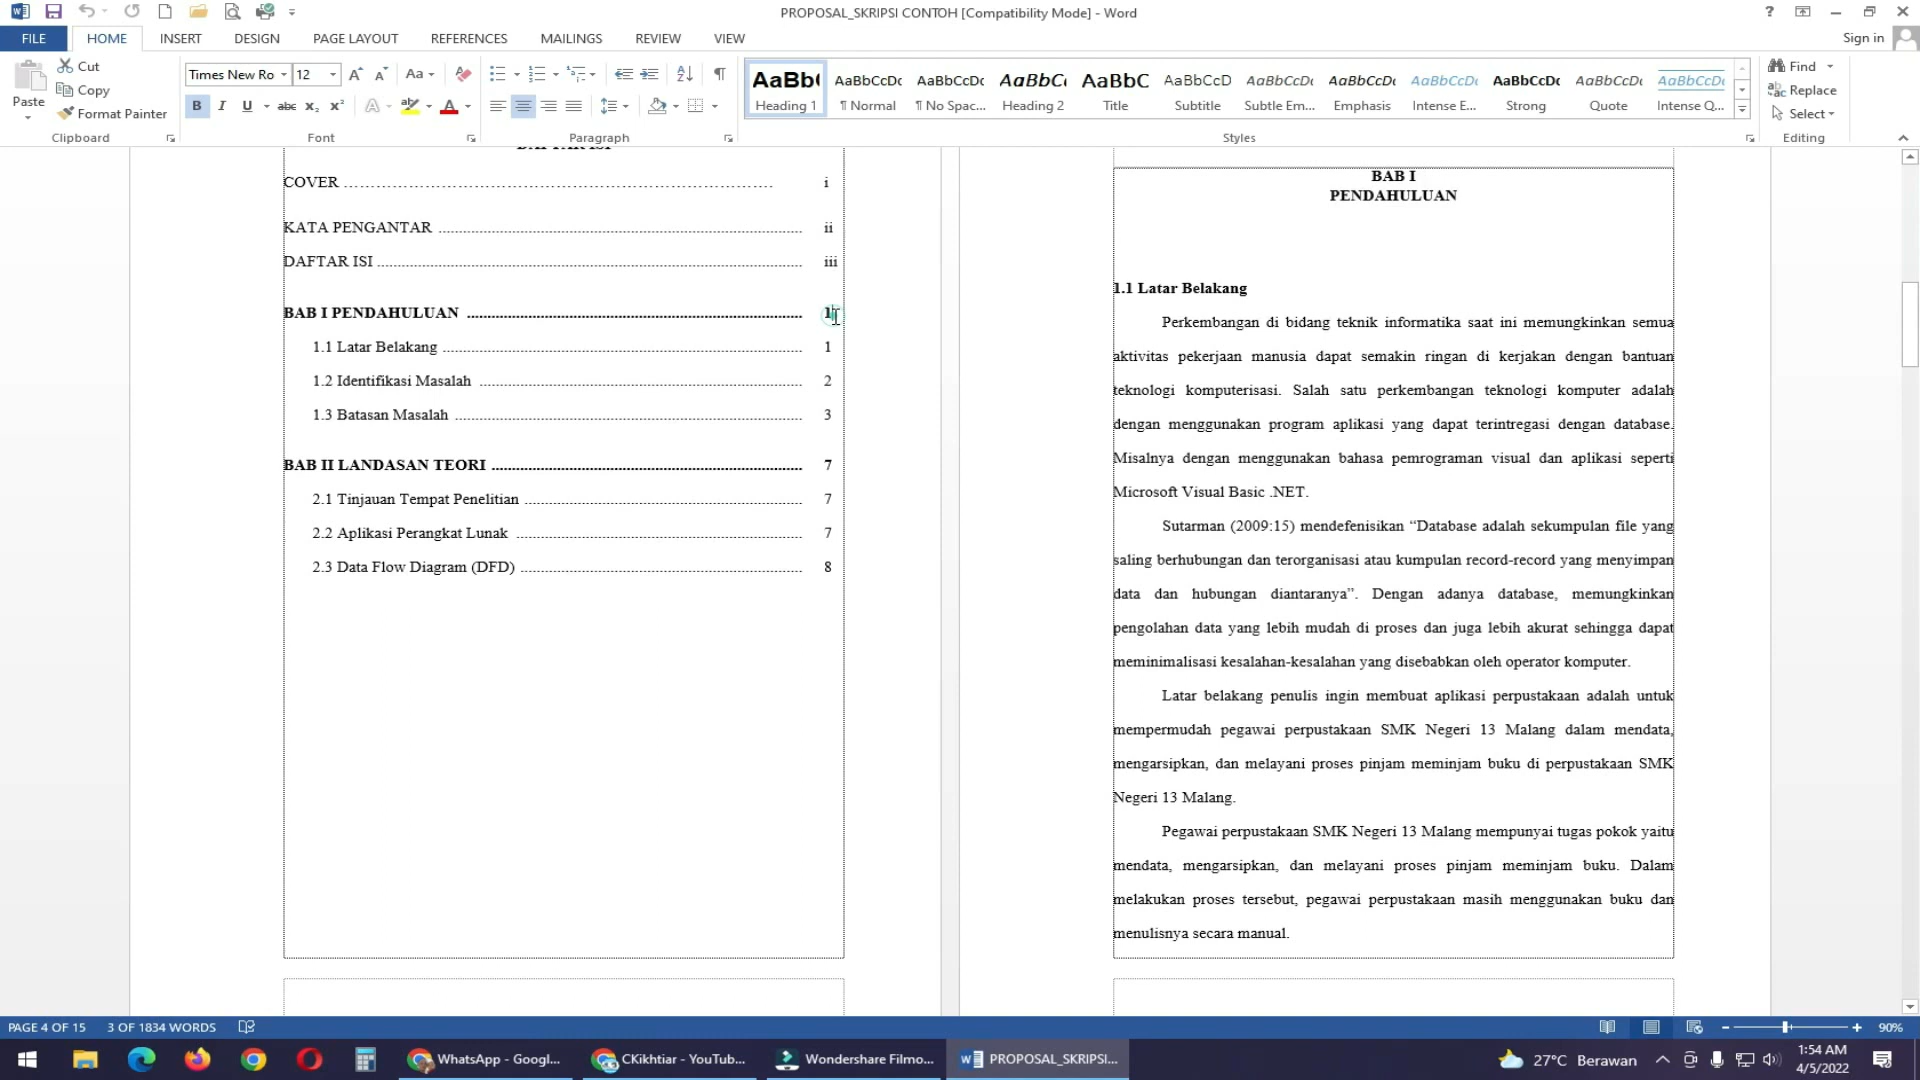 PROPOSAL_SKRIPSI CONTOH [Compatibility Mode] - Word
FILE HOME INSERT DESIGN PAGE LAYOUT REFERENCES MAILINGS REVIEW VIEW Sign in
Paste
Cut
Copy
Format Painter
Clipboard
Times New Ro 12
Font
Paragraph
AaBb( AaBbCcDc AaBbCcDc AaBbC( AaBbC AaBbCcD AaBbCcDc AaBbCcDc AaBbCcDc AaBbCcDc AaBbCcDc AaBbCcDc
Heading 1 ¶ Normal ¶ No Spac... Heading 2 Title Subtitle Subtle Em... Emphasis Intense E... Strong Quote Intense Q...
Styles
Find
Replace
Select
Editing
DAFTAR ISI
COVER ........................................................................ i
KATA PENGANTAR ........................................................................ ii
DAFTAR ISI ........................................................................ iii
BAB I PENDAHULUAN ........................................................................ 1
1.1 Latar Belakang ........................................................................ 1
1.2 Identifikasi Masalah ........................................................................ 2
1.3 Batasan Masalah ........................................................................ 3
BAB II LANDASAN TEORI ........................................................................ 7
2.1 Tinjauan Tempat Penelitian ........................................................................ 7
2.2 Aplikasi Perangkat Lunak ........................................................................ 7
2.3 Data Flow Diagram (DFD) ........................................................................ 8
BAB I
PENDAHULUAN
1.1 Latar Belakang
Perkembangan di bidang teknik informatika saat ini memungkinkan semua
aktivitas pekerjaan manusia dapat semakin ringan di kerjakan dengan bantuan
teknologi komputerisasi. Salah satu perkembangan teknologi komputer adalah
dengan menggunakan program aplikasi yang dapat terintregasi dengan database.
Misalnya dengan menggunakan bahasa pemrograman visual dan aplikasi seperti
Microsoft Visual Basic .NET.
Sutarman (2009:15) mendefenisikan “Database adalah sekumpulan file yang
saling berhubungan dan terorganisasi atau kumpulan record-record yang menyimpan
data dan hubungan diantaranya”. Dengan adanya database, memungkinkan
pengolahan data yang lebih mudah di proses dan juga lebih akurat sehingga dapat
meminimalisasi kesalahan-kesalahan yang disebabkan oleh operator komputer.
Latar belakang penulis ingin membuat aplikasi perpustakaan adalah untuk
mempermudah pegawai perpustakaan SMK Negeri 13 Malang dalam mendata,
mengarsipkan, dan melayani proses pinjam meminjam buku di perpustakaan SMK
Negeri 13 Malang.
Pegawai perpustakaan SMK Negeri 13 Malang mempunyai tugas pokok yaitu
mendata, mengarsipkan, dan melayani proses pinjam meminjam buku. Dalam
melakukan proses tersebut, pegawai perpustakaan masih menggunakan buku dan
menulisnya secara manual.
PAGE 4 OF 15 3 OF 1834 WORDS 90%
WhatsApp - Googl... CKikhtiar - YouTub... Wondershare Filmo... PROPOSAL_SKRIPSI... 27°C Berawan 1:54 AM
4/5/2022